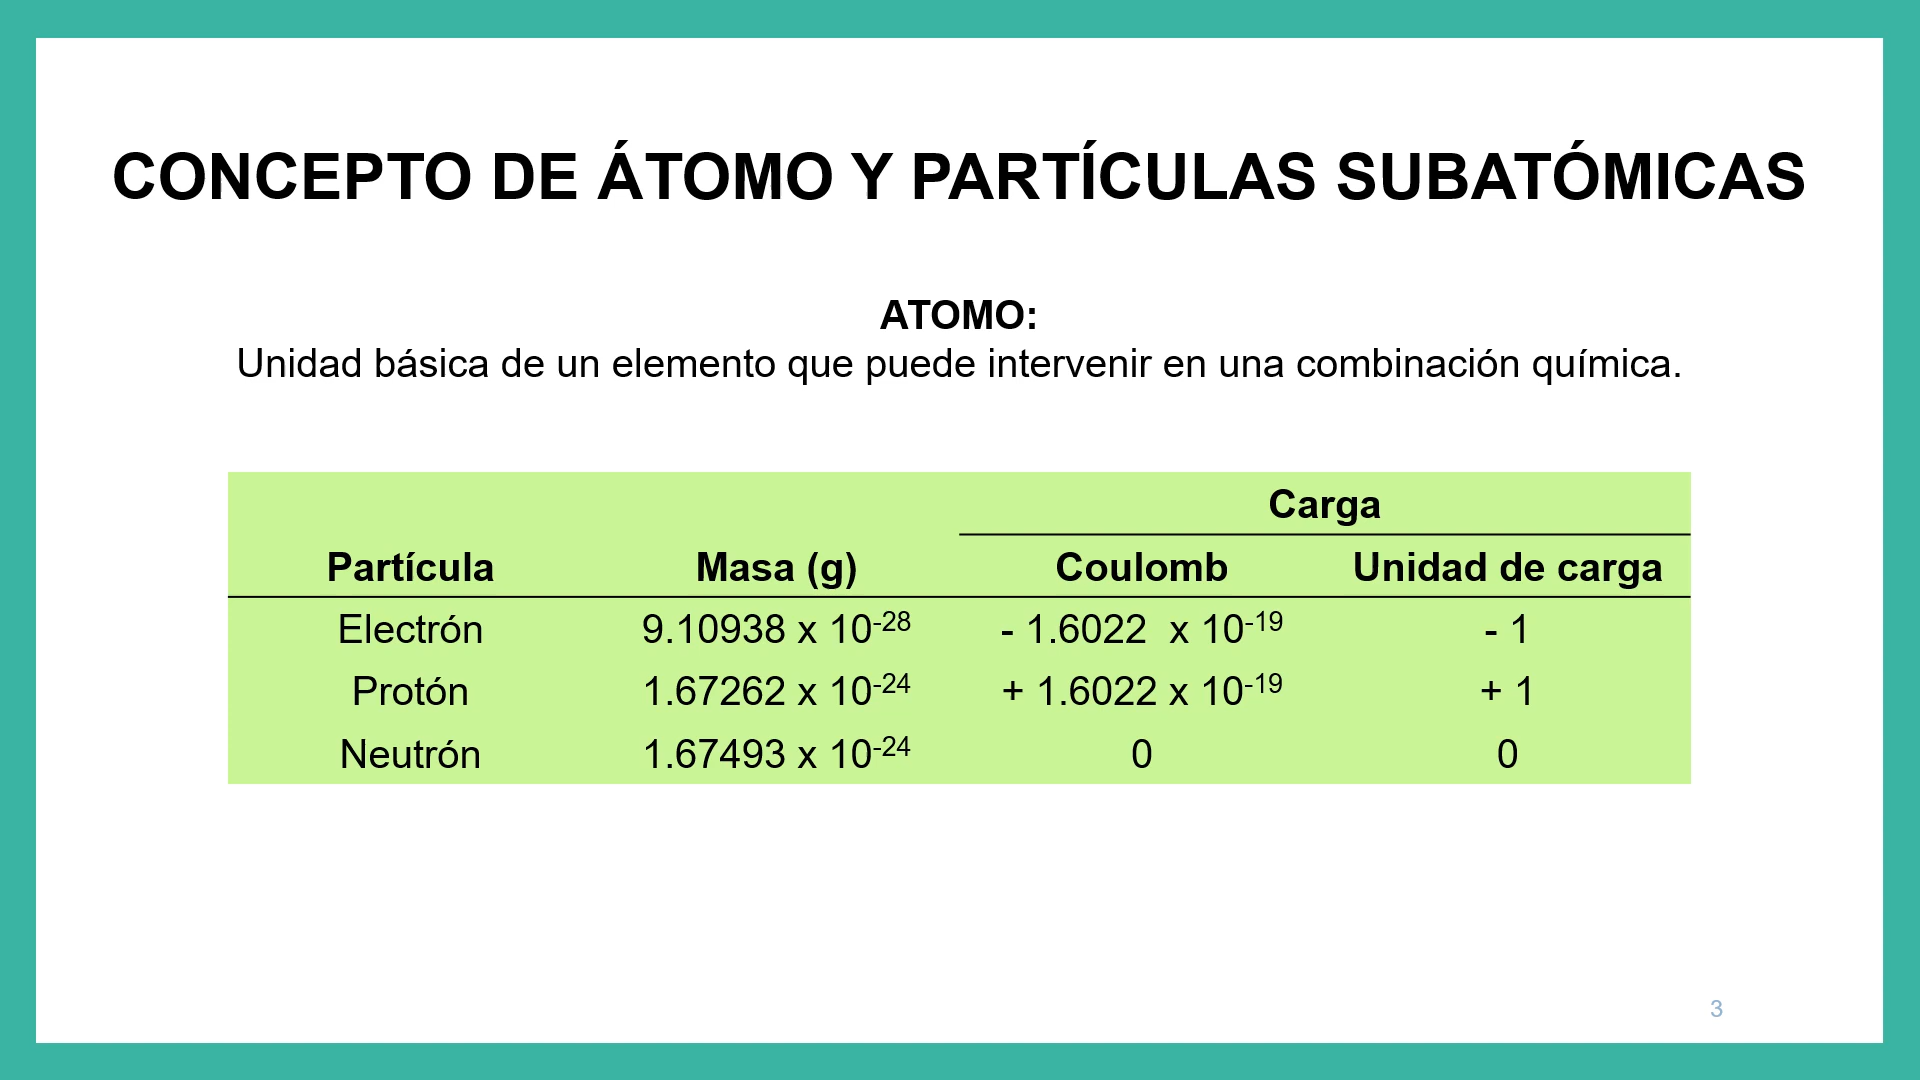 CONCEPTO DE ÁTOMO Y PARTÍCULAS SUBATÓMICAS
ATOMO:
Unidad básica de un elemento que puede intervenir en una combinación química.
Carga
Partícula Masa (g) Coulomb Unidad de carga
Electrón 9.10938 x 10⁻²⁸ - 1.6022 x 10⁻¹⁹ - 1
Protón 1.67262 x 10⁻²⁴ + 1.6022 x 10⁻¹⁹ + 1
Neutrón 1.67493 x 10⁻²⁴ 0 0
3